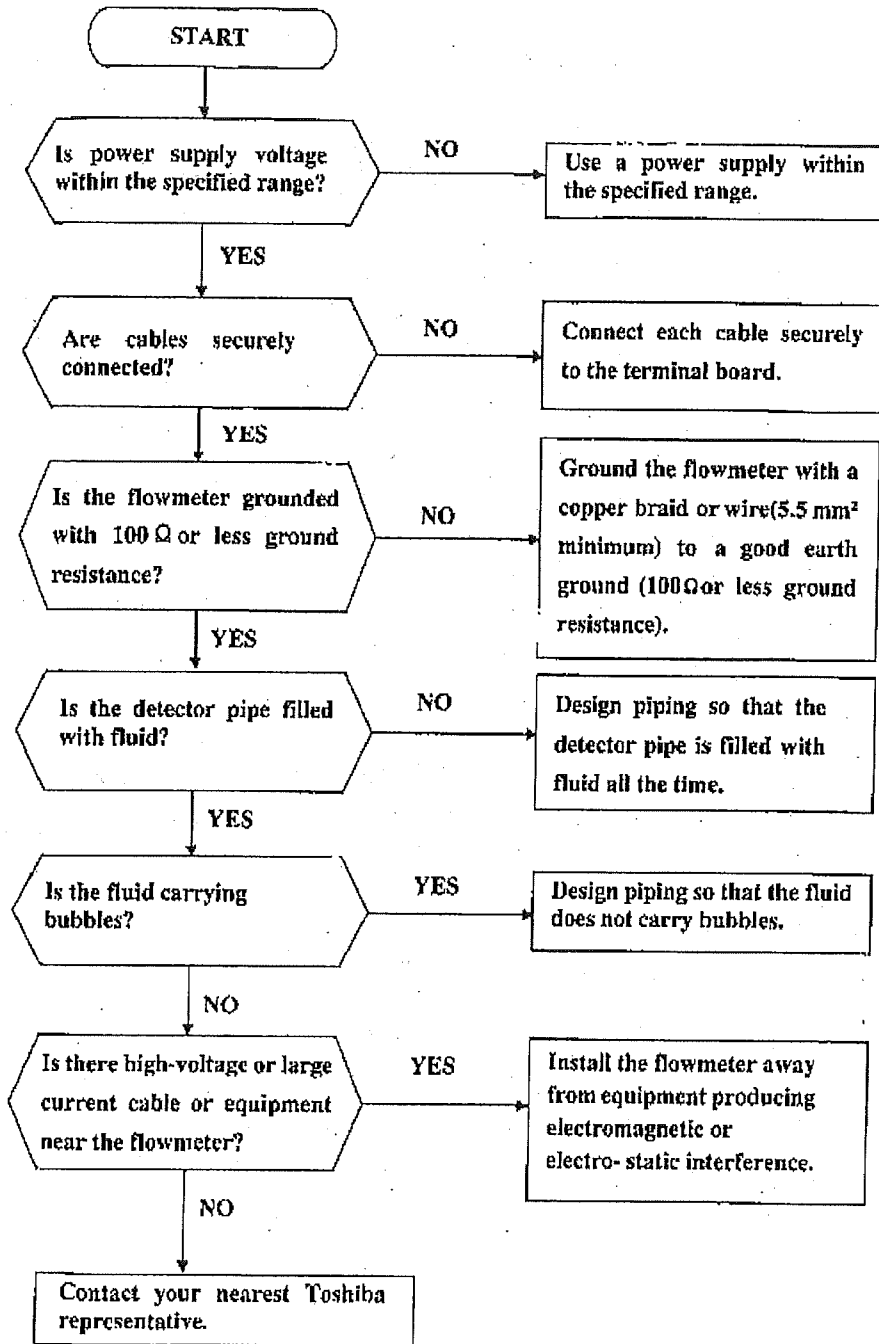 START
Is power supply voltage
within the specified range?
NO
Use a power supply within
the specified range.
YES
Are cables securely
connected?
NO
Connect each cable securely
to the terminal board.
YES
Is the flowmeter grounded
with 100 Ω or less ground
resistance?
NO
Ground the flowmeter with a
copper braid or wire(5.5 mm²
minimum) to a good earth
ground (100Ω or less ground
resistance).
YES
Is the detector pipe filled
with fluid?
NO
Design piping so that the
detector pipe is filled with
fluid all the time.
YES
Is the fluid carrying
bubbles?
YES
Design piping so that the fluid
does not carry bubbles.
NO
Is there high-voltage or large
current cable or equipment
near the flowmeter?
YES
Install the flowmeter away
from equipment producing
electromagnetic or
electro- static interference.
NO
Contact your nearest Toshiba
representative.